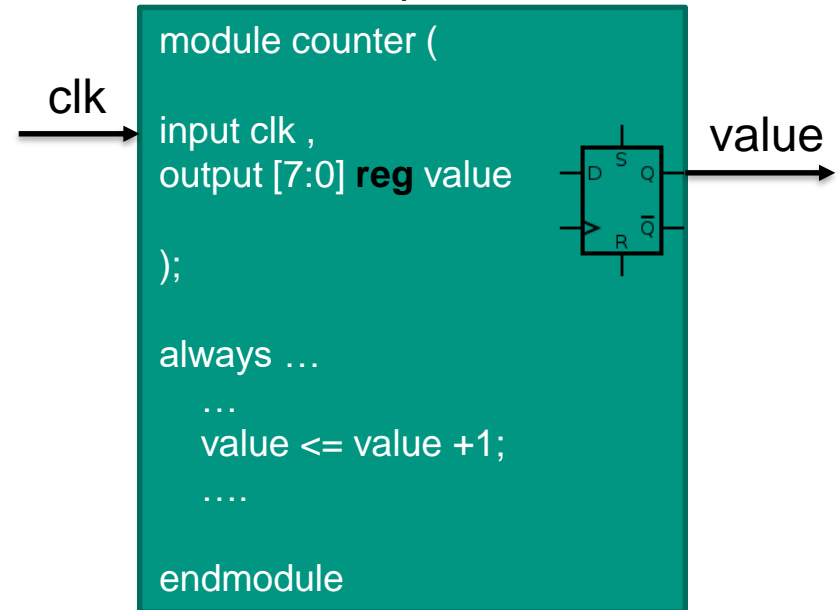 module counter (
clk
input clk ,
output [7:0] reg value
value
D S Q
R Q
);
always …
…
value <= value +1;
….
endmodule